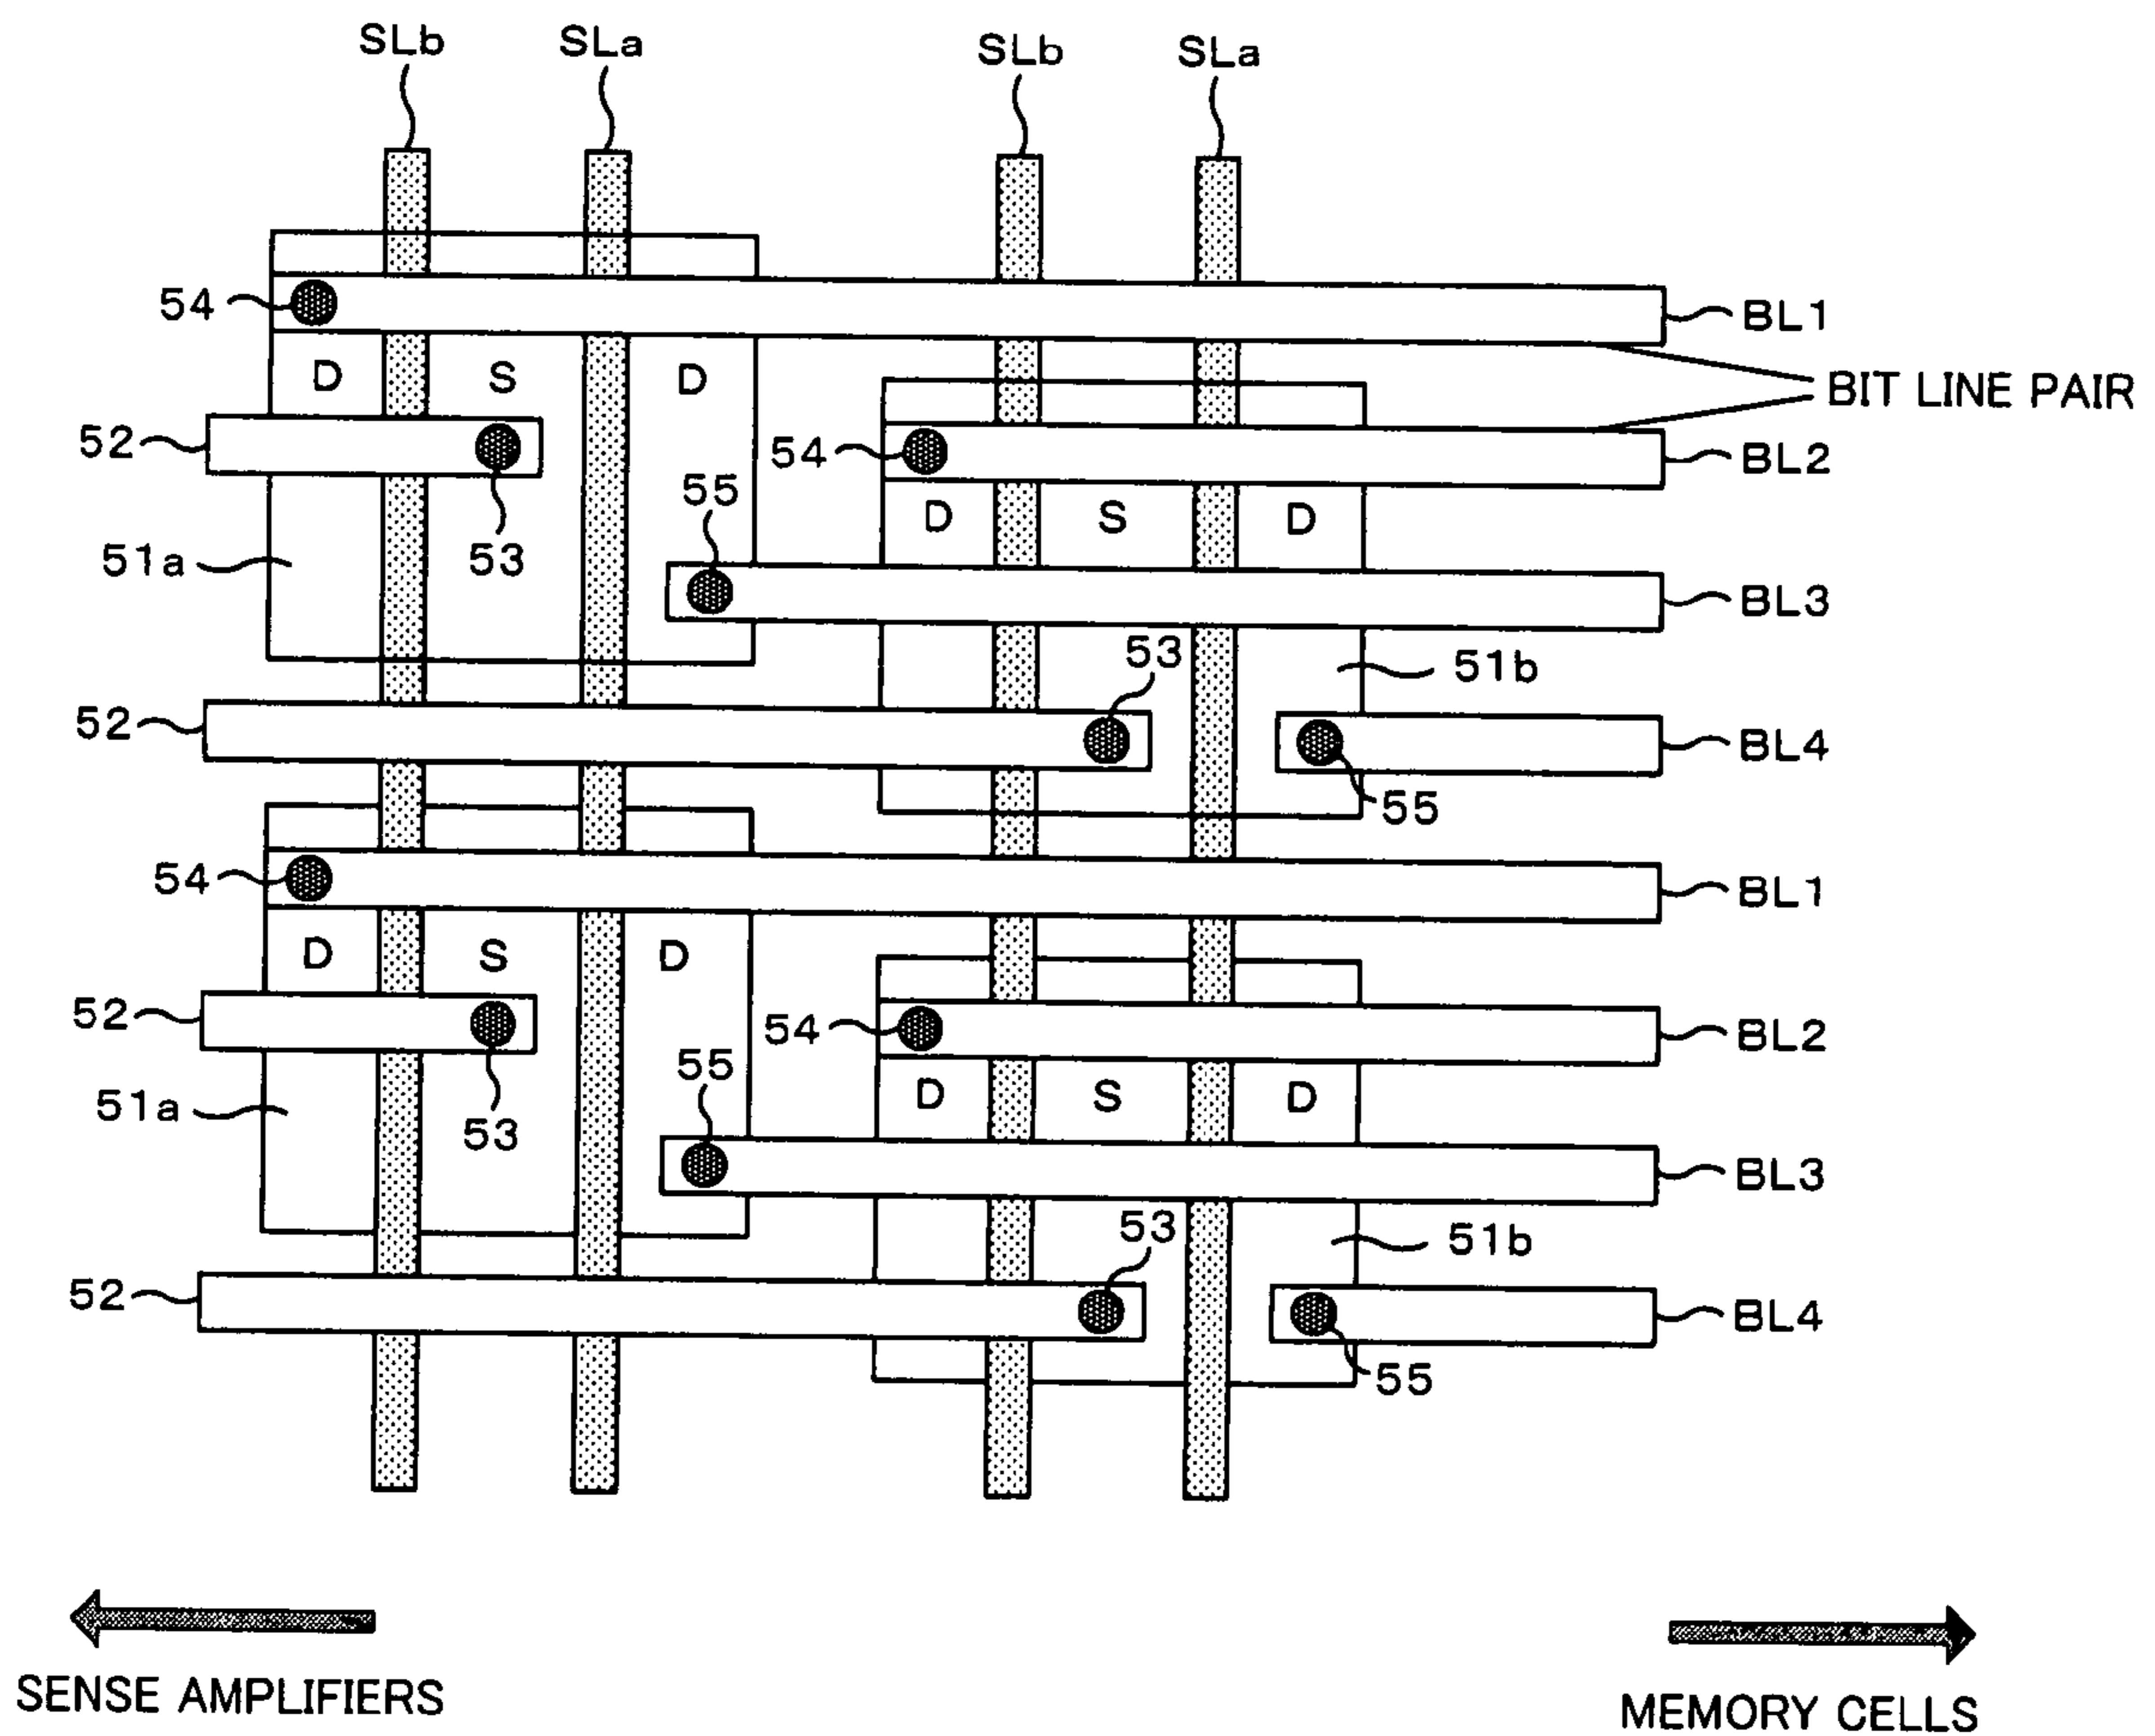 SLb SLa SLb SLa
54 BL1
D S D BIT LINE PAIR
52 54 BL2
55 D S D
51a 53 BL3
53 51b
52 BL4
55
54 BL1
D S D
52 54 BL2
55 D S D
51a 53 BL3
53 51b
52 BL4
55
SENSE AMPLIFIERS MEMORY CELLS